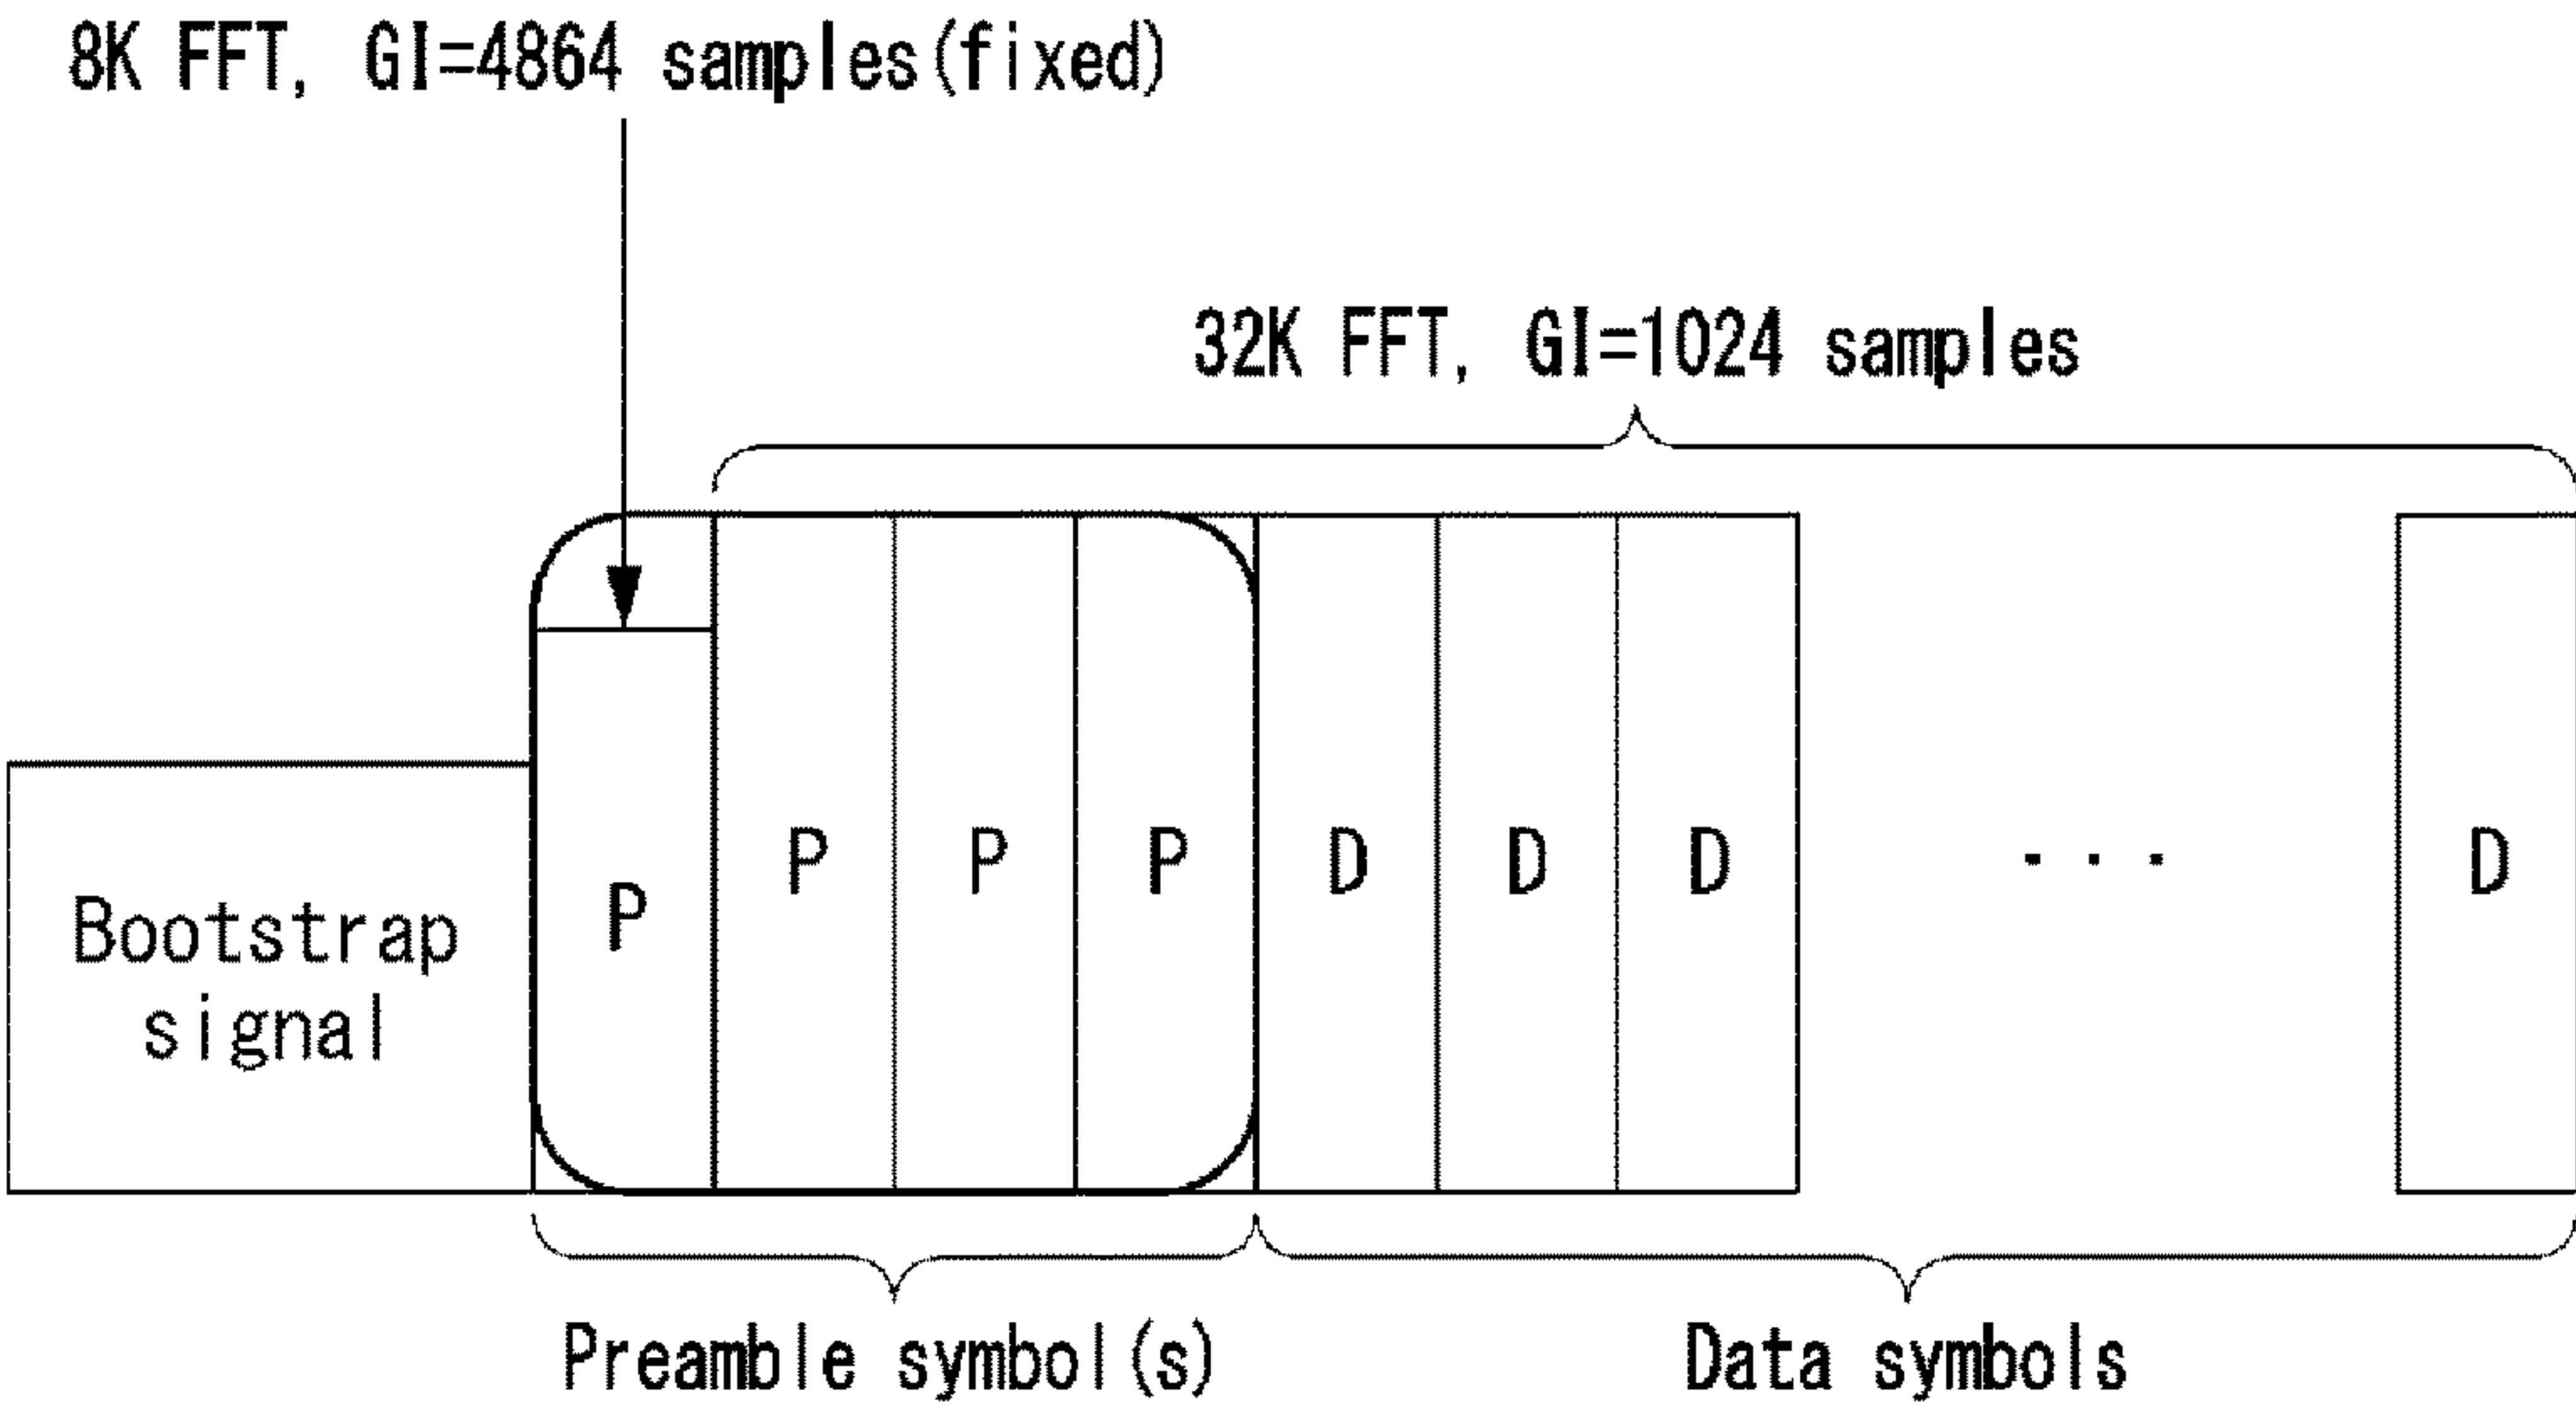 8K FFT, GI=4864 samples(fixed)
32K FFT, GI=1024 samples
P P P P D D D ... D
Bootstrap
signal
Preamble symbol(s)
Data symbols